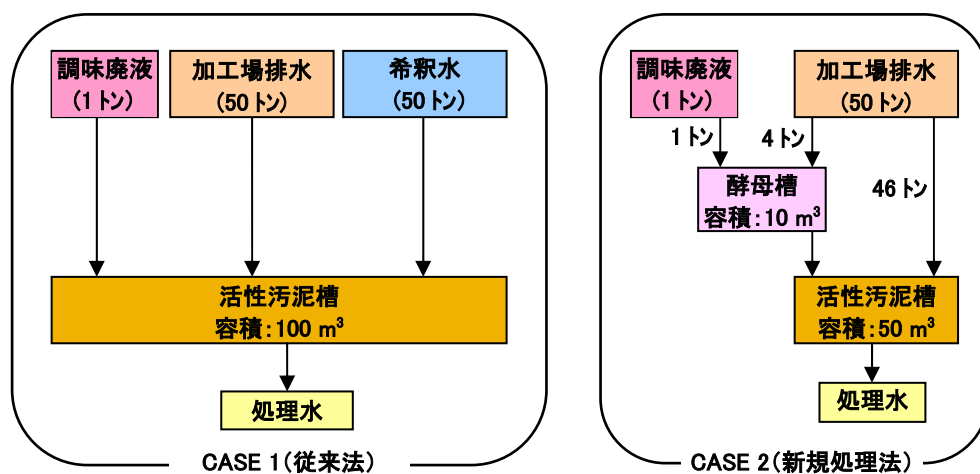 調味廃液
(1ﾄﾝ)
加工場排水
(50ﾄﾝ)
希釈水
(50ﾄﾝ)
活性汚泥槽
容積：100 m³
処理水
CASE 1（従来法）
調味廃液
(1ﾄﾝ)
加工場排水
(50ﾄﾝ)
1ﾄﾝ
4ﾄﾝ
酵母槽
容積：10 m³
46ﾄﾝ
活性汚泥槽
容積：50 m³
処理水
CASE 2（新規処理法）